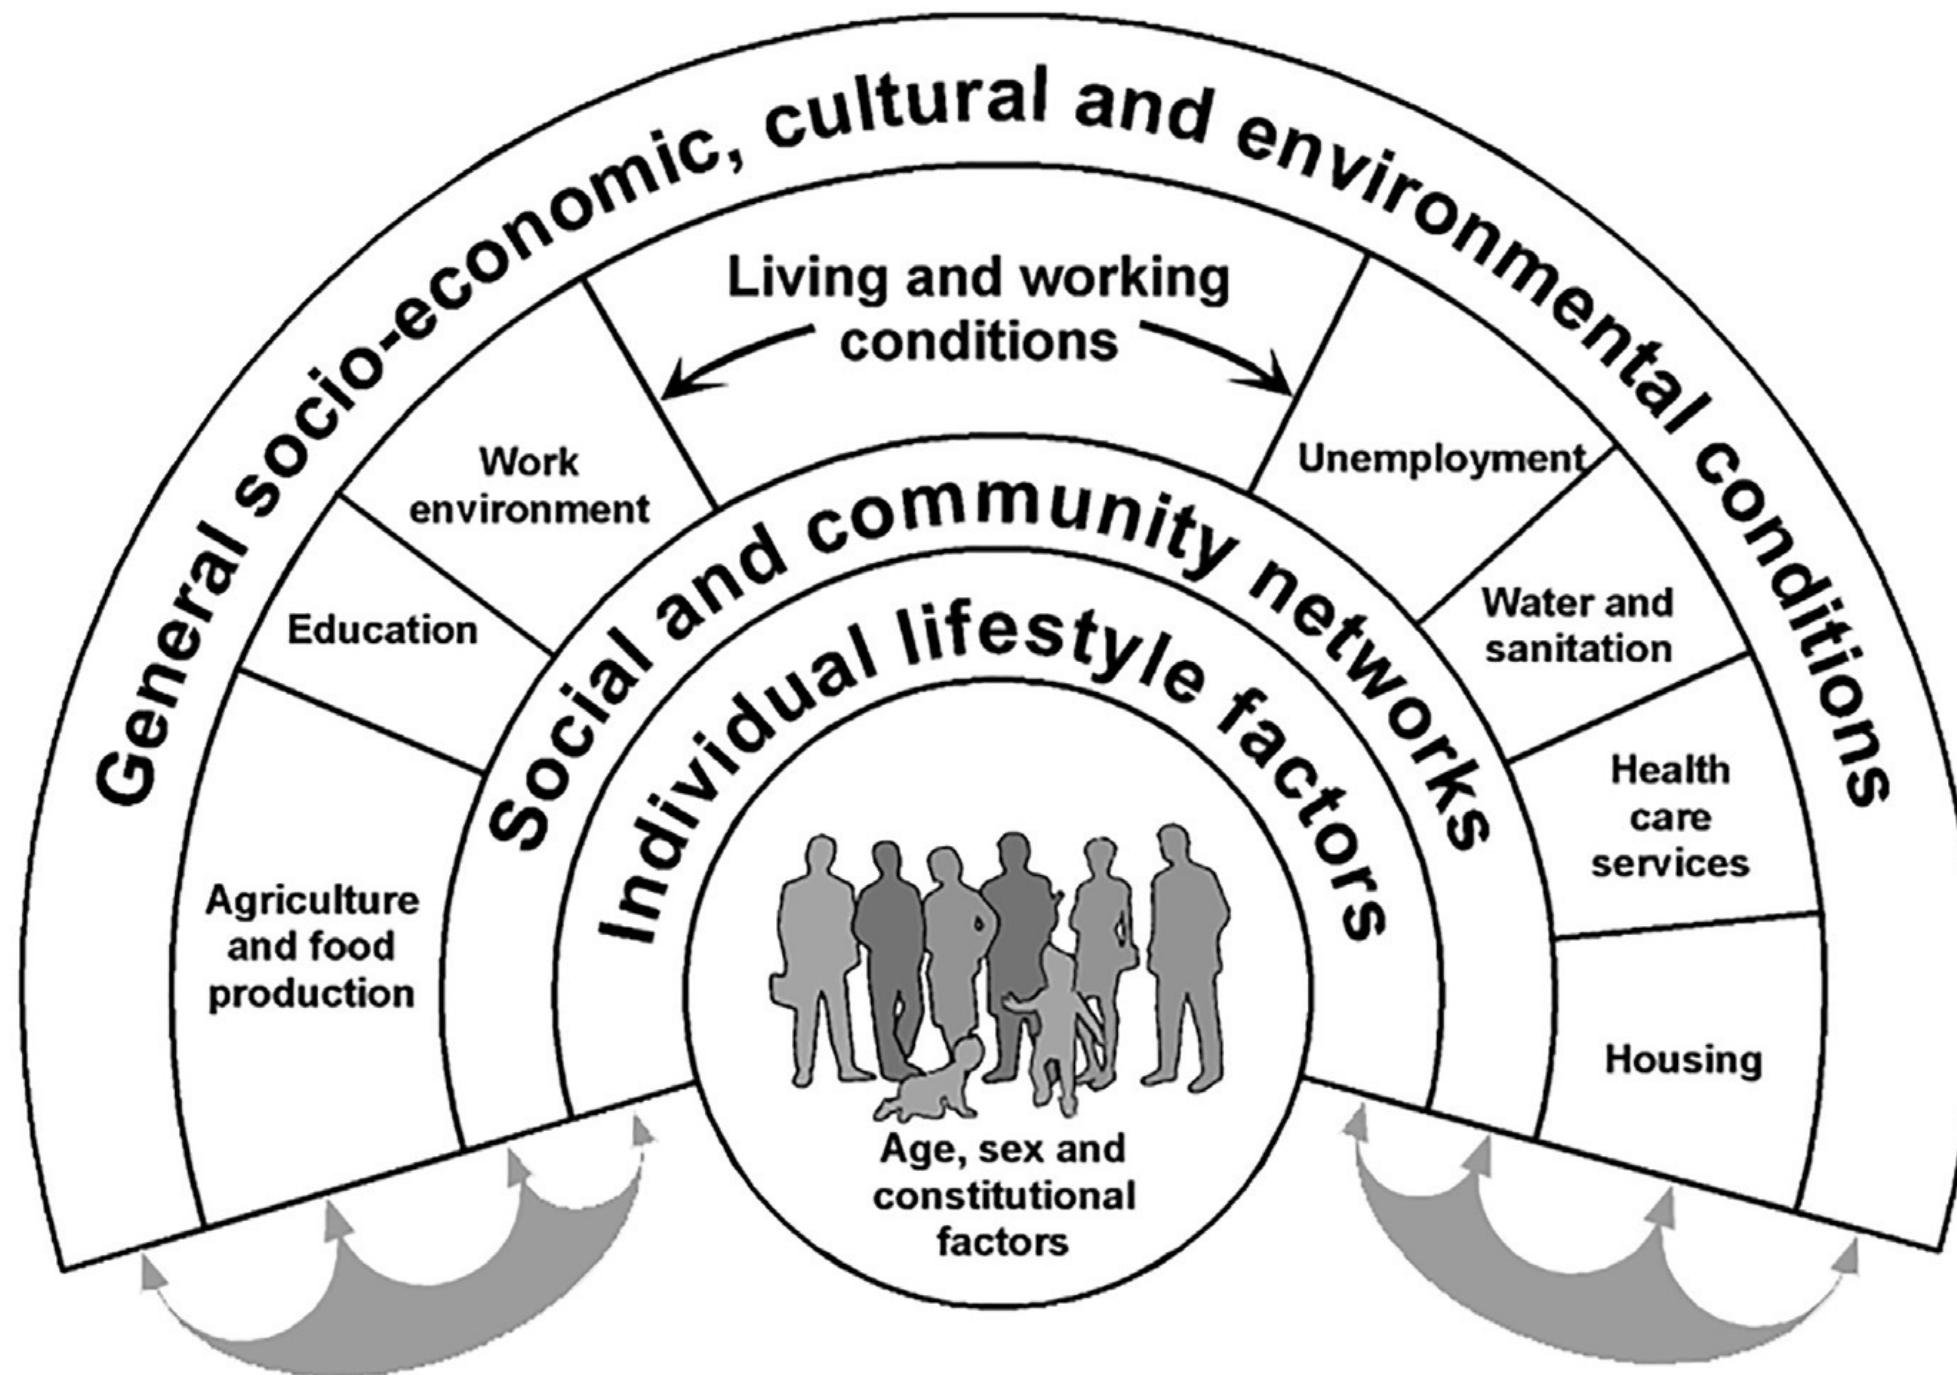 General socio-economic, cultural and environmental conditions
Living and working
conditions
Work
environment
Unemployment
Education
Water and
sanitation
Agriculture
and food
production
Health
care
services
Housing
Social and community networks
Individual lifestyle factors
Age, sex and
constitutional
factors